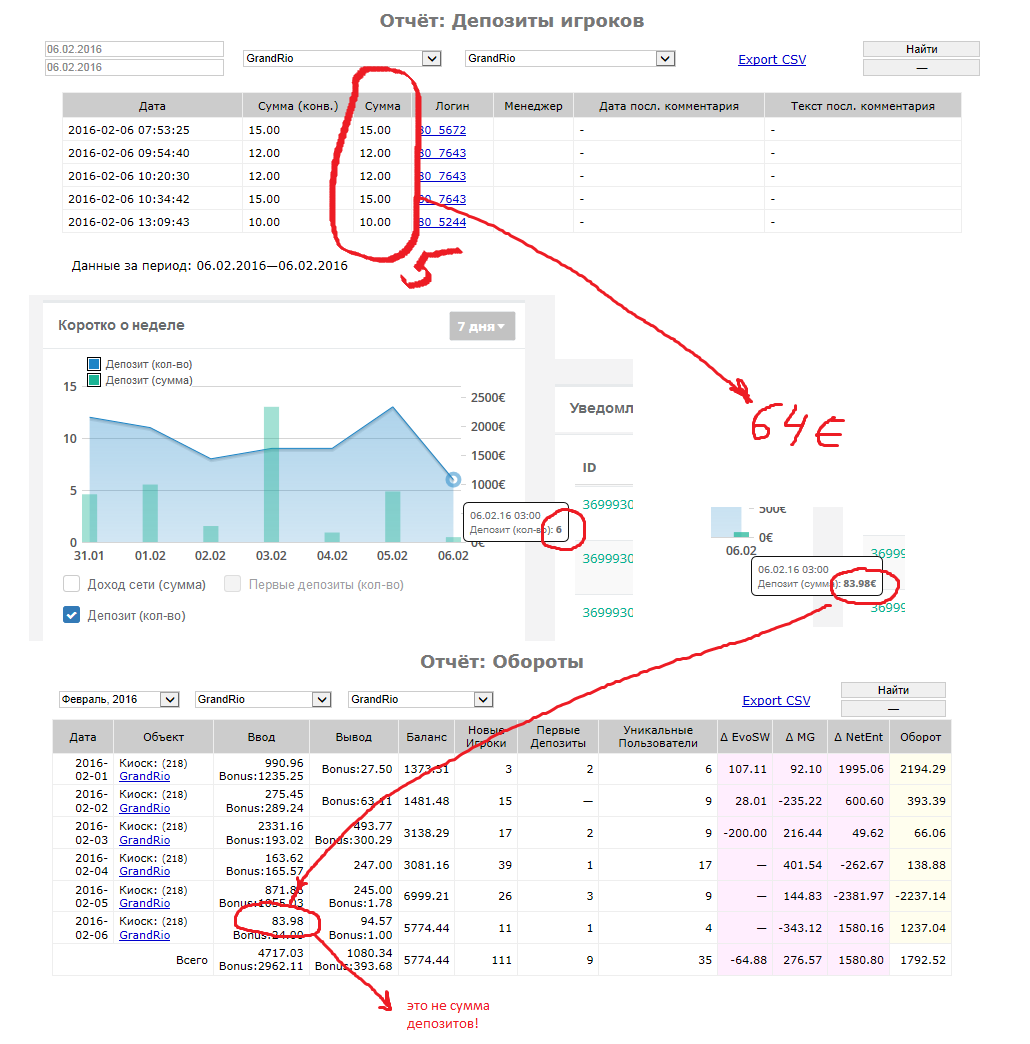 Отчёт: Депозиты игроков
06.02.2016
06.02.2016
GrandRio GrandRio Export CSV Найти
—
Дата Сумма (конв.) Сумма Логин Менеджер Дата посл. комментария Текст посл. комментария
2016-02-06 07:53:25 15.00 15.00 30_5672 - -
2016-02-06 09:54:40 12.00 12.00 30_7643 - -
2016-02-06 10:20:30 12.00 12.00 30_7643 - -
2016-02-06 10:34:42 15.00 15.00 30_7643 - -
2016-02-06 13:09:43 10.00 10.00 30_5244 - -
Данные за период: 06.02.2016—06.02.2016
5
Коротко о неделе 7 дня
Депозит (кол-во)
Депозит (сумма)
15
10
5
0
2500€
2000€
1500€
1000€
0€
31.01 01.02 02.02 03.02 04.02 05.02 06.02
06.02.16 03:00
Депозит (кол-во): 6
Доход сети (сумма) Первые депозиты (кол-во)
Депозит (кол-во)
Уведомл
ID
3699930
3699930
3699930
64€
500€
0€
06.02
06.02.16 03:00
Депозит (сумма): 83.98€
36999
36999
Отчёт: Обороты
Февраль, 2016 GrandRio GrandRio Export CSV Найти
—
Дата Объект Ввод Вывод Баланс Новые Игроки Первые Депозиты Уникальные Пользователи Δ EvoSW Δ MG Δ NetEnt Оборот
2016-02-01 Киоск: (218) GrandRio 990.96 Bonus:1235.25 Bonus:27.50 1373.31 3 2 6 107.11 92.10 1995.06 2194.29
2016-02-02 Киоск: (218) GrandRio 275.45 Bonus:289.24 Bonus:63.11 1481.48 15 — 9 28.01 -235.22 600.60 393.39
2016-02-03 Киоск: (218) GrandRio 2331.16 Bonus:193.02 493.77 Bonus:300.29 3138.29 17 2 9 -200.00 216.44 49.62 66.06
2016-02-04 Киоск: (218) GrandRio 163.62 Bonus:165.57 247.00 3081.16 39 1 17 — 401.54 -262.67 138.88
2016-02-05 Киоск: (218) GrandRio 871.86 Bonus:1055.03 245.00 Bonus:1.78 6999.21 26 3 9 — 144.83 -2381.97 -2237.14
2016-02-06 Киоск: (218) GrandRio 83.98 Bonus:24.00 94.57 Bonus:1.00 5774.44 11 1 4 — -343.12 1580.16 1237.04
Всего 4717.03 Bonus:2962.11 1080.34 Bonus:393.68 5774.44 111 9 35 -64.88 276.57 1580.80 1792.52
это не сумма
депозитов!